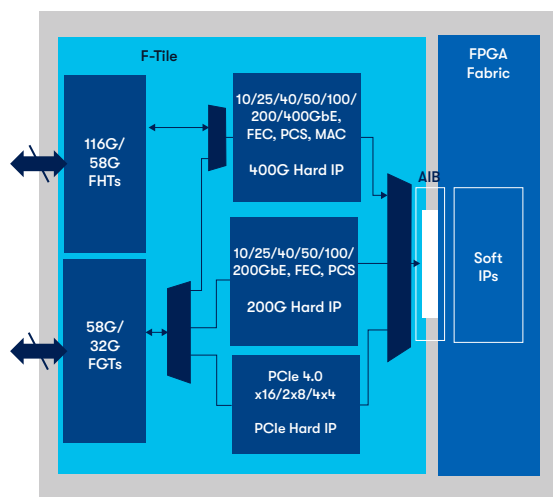 F-Tile
FPGA
Fabric
116G/
58G
FHTs
10/25/40/50/100/
200/400GbE,
FEC, PCS, MAC
400G Hard IP
AIB
10/25/40/50/100/
200GbE, FEC, PCS
200G Hard IP
Soft
IPs
58G/
32G
FGTs
PCIe 4.0
x16/2x8/4x4
PCIe Hard IP